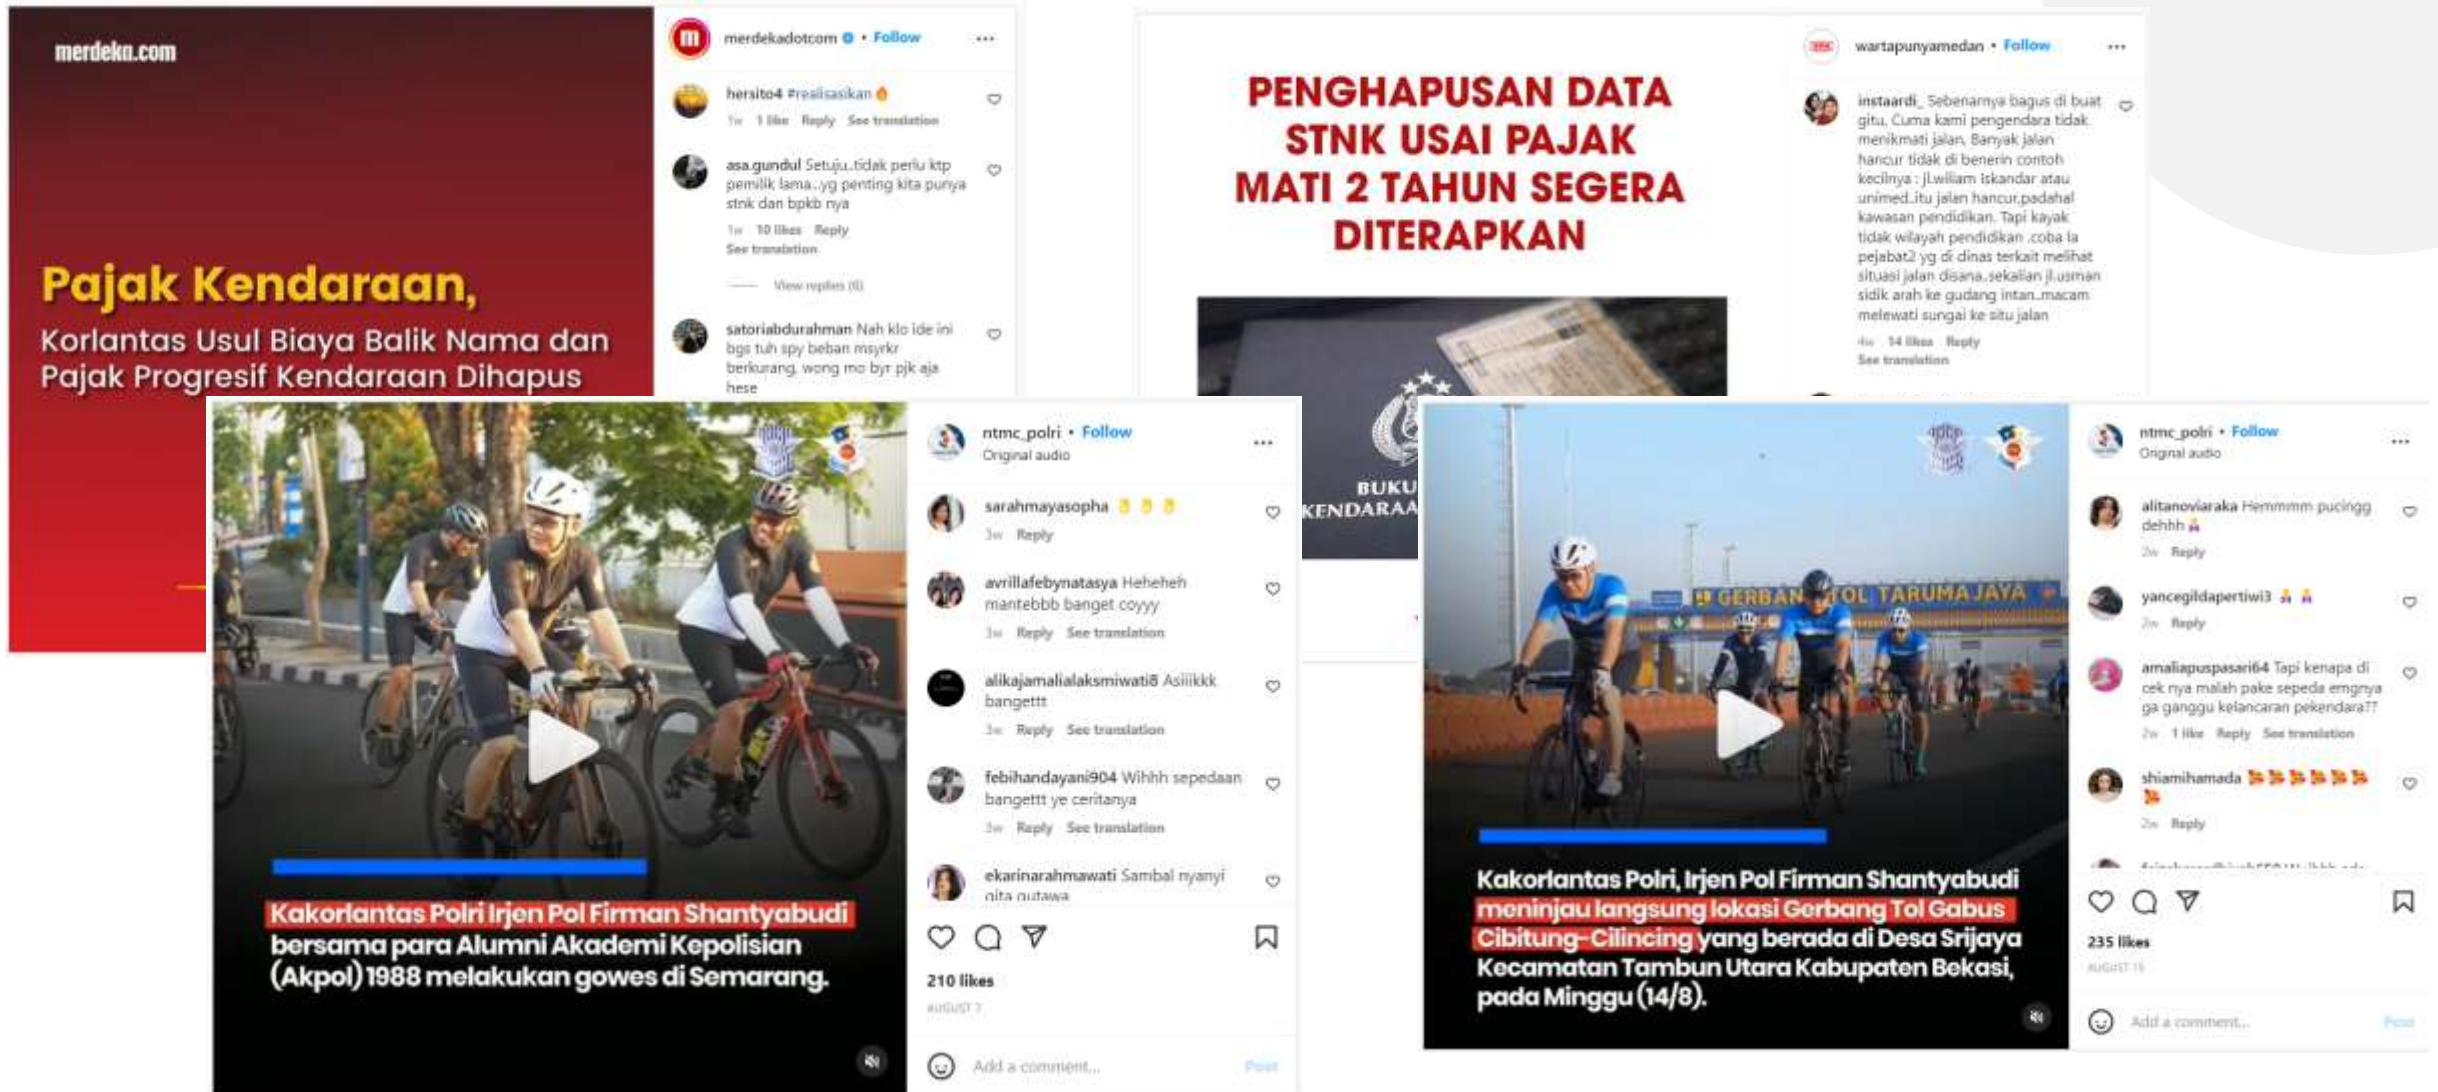 merdeka.com
Pajak Kendaraan,
Korlantas Usul Biaya Balik Nama dan
Pajak Progresif Kendaraan Dihapus
merdekadotcom • Follow
hersito4 #realisasikan
1w 1 like Reply See translation
asa.gundul Setuju..tidak perlu ktp
pemilik lama..yg penting kita punya
stnk dan bpkb nya
1w 10 likes Reply
See translation
View replies (6)
satoriabdurahman Nah klo ide ini
bgs tuh spy beban msyrkr
berkurang, wong mo byr pjk aja
hese
PENGHAPUSAN DATA
STNK USAI PAJAK
MATI 2 TAHUN SEGERA
DITERAPKAN
BUKU
KENDARAA
wartapunyamedan • Follow
instaardi_ Sebenarnya bagus di buat
gitu, Cuma kami pengendara tidak
menikmati jalan, Banyak jalan
hancur tidak di benerin contoh
kecilnya : jl.wiliam iskandar atau
unimed..itu jalan hancur,padahal
kawasan pendidikan. Tapi kayak
tidak wilayah pendidikan .coba la
pejabat2 yg di dinas terkait melihat
situasi jalan disana..sekalian jl.usman
sidik arah ke gudang intan..macam
melewati sungai ke situ jalan
4w 14 likes Reply
See translation
Kakorlantas Polri Irjen Pol Firman Shantyabudi
bersama para Alumni Akademi Kepolisian
(Akpol) 1988 melakukan gowes di Semarang.
ntmc_polri • Follow
Original audio
sarahmayasopha
3w Reply
avrillafebynatasya Heheheh
mantebbb banget coyyy
3w Reply See translation
alikajamalialaksmiwati8 Asiiikkk
bangettt
3w Reply See translation
febihandayani904 Wihhh sepedaan
bangettt ye ceritanya
3w Reply See translation
ekarinarahmawati Sambal nyanyi
gita gutawa
210 likes
AUGUST 7
Add a comment...
Post
GERBANG TOL TARUMAJAYA
Kakorlantas Polri, Irjen Pol Firman Shantyabudi
meninjau langsung lokasi Gerbang Tol Gabus
Cibitung-Cilincing yang berada di Desa Srijaya
Kecamatan Tambun Utara Kabupaten Bekasi,
pada Minggu (14/8).
ntmc_polri • Follow
Original audio
alitanoviaraka Hemmmm pucingg
dehhh
2w Reply
yancegildapertiwi3
2w Reply
amaliapuspasari64 Tapi kenapa di
cek nya malah pake sepeda emgnya
ga ganggu kelancaran pekendara??
2w 1 like Reply See translation
shiamihamada
2w Reply
235 likes
AUGUST 15
Add a comment...
Post